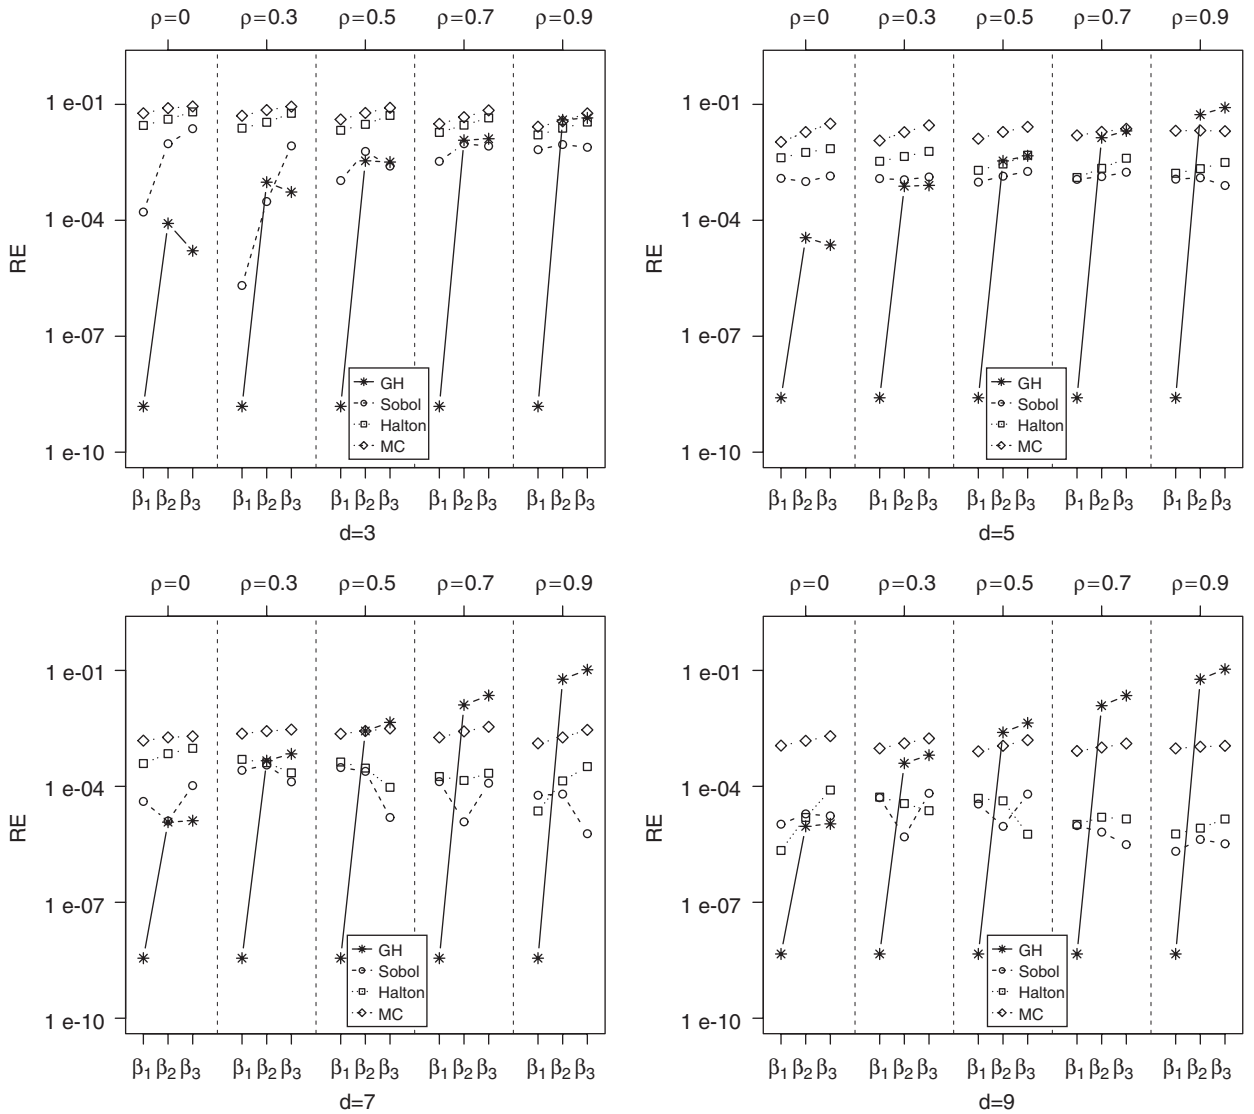 ρ=0 ρ=0.3 ρ=0.5 ρ=0.7 ρ=0.9
1 e-01
1 e-04
1 e-07
1 e-10
RE
GH
Sobol
Halton
MC
β1 β2 β3 β1 β2 β3 β1 β2 β3 β1 β2 β3 β1 β2 β3
d=3
ρ=0 ρ=0.3 ρ=0.5 ρ=0.7 ρ=0.9
1 e-01
1 e-04
1 e-07
1 e-10
RE
GH
Sobol
Halton
MC
β1 β2 β3 β1 β2 β3 β1 β2 β3 β1 β2 β3 β1 β2 β3
d=5
ρ=0 ρ=0.3 ρ=0.5 ρ=0.7 ρ=0.9
1 e-01
1 e-04
1 e-07
1 e-10
RE
GH
Sobol
Halton
MC
β1 β2 β3 β1 β2 β3 β1 β2 β3 β1 β2 β3 β1 β2 β3
d=7
ρ=0 ρ=0.3 ρ=0.5 ρ=0.7 ρ=0.9
1 e-01
1 e-04
1 e-07
1 e-10
RE
GH
Sobol
Halton
MC
β1 β2 β3 β1 β2 β3 β1 β2 β3 β1 β2 β3 β1 β2 β3
d=9